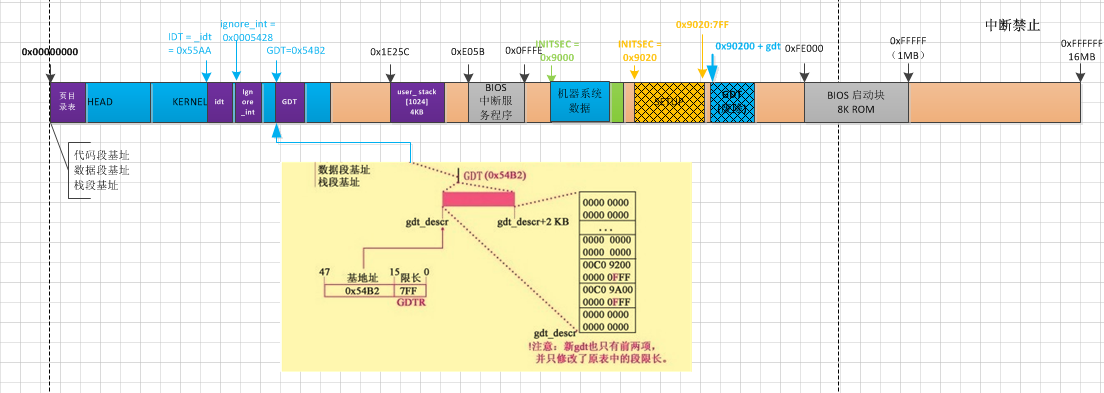 中断禁止
ignore_int =
0x0005428
IDT = _idt
= 0x55AA
GDT=0x54B2
0x00000000
0x1E25C
0xE05B
0x0FFFE
INITSEC =
0x9000
INITSEC =
0x9020
0x9020:7FF
0x90200 + gdt
0xFE000
0xFFFFF
（1MB）
0xFFFFFF
16MB
页目
录表
HEAD
KERNEL
idt
Ign
ore
_int
GDT
user_stack
[1024]
4KB
BIOS
中断服
务程序
机器系统
数据
SETUP
GDT
BIOS 启动块
8K ROM
代码段基址
数据段基址
栈段基址
数据段基址
栈段基址
GDT (0x54B2)
gdt_descr
gdt_descr+2 KB
0000 0000
0000 0000
...
0000 0000
0000 0000
00C0 9200
0000 0FFF
00C0 9A00
0000 0FFF
0000 0000
0000 0000
47
15
0
基地址
限长
0x54B2
7FF
GDTR
gdt_descr
!注意：新gdt也只有前两项，
并只修改了原表中的段限长。